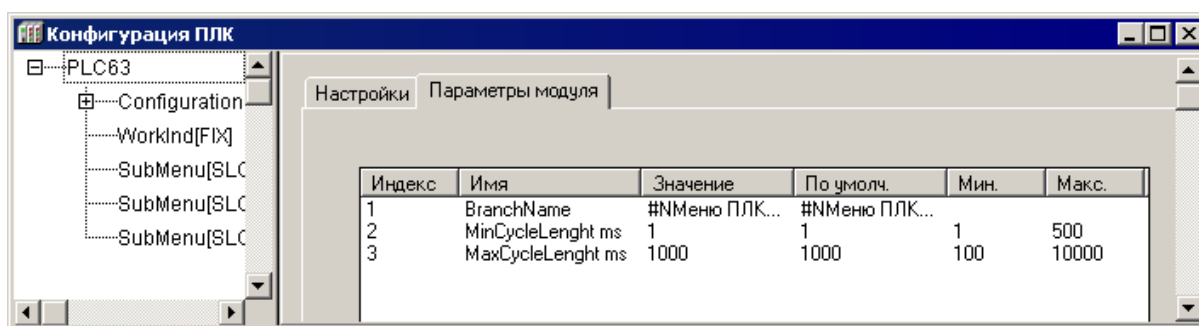 Конфигурация ПЛК
PLC63
Configuration
WorkInd[FIX]
SubMenu[SLC
SubMenu[SLC
SubMenu[SLC
Настройки Параметры модуля
Индекс Имя Значение По умолч. Мин. Макс.
1 BranchName #NМеню ПЛК... #NМеню ПЛК...
2 MinCycleLenght ms 1 1 1 500
3 MaxCycleLenght ms 1000 1000 100 10000